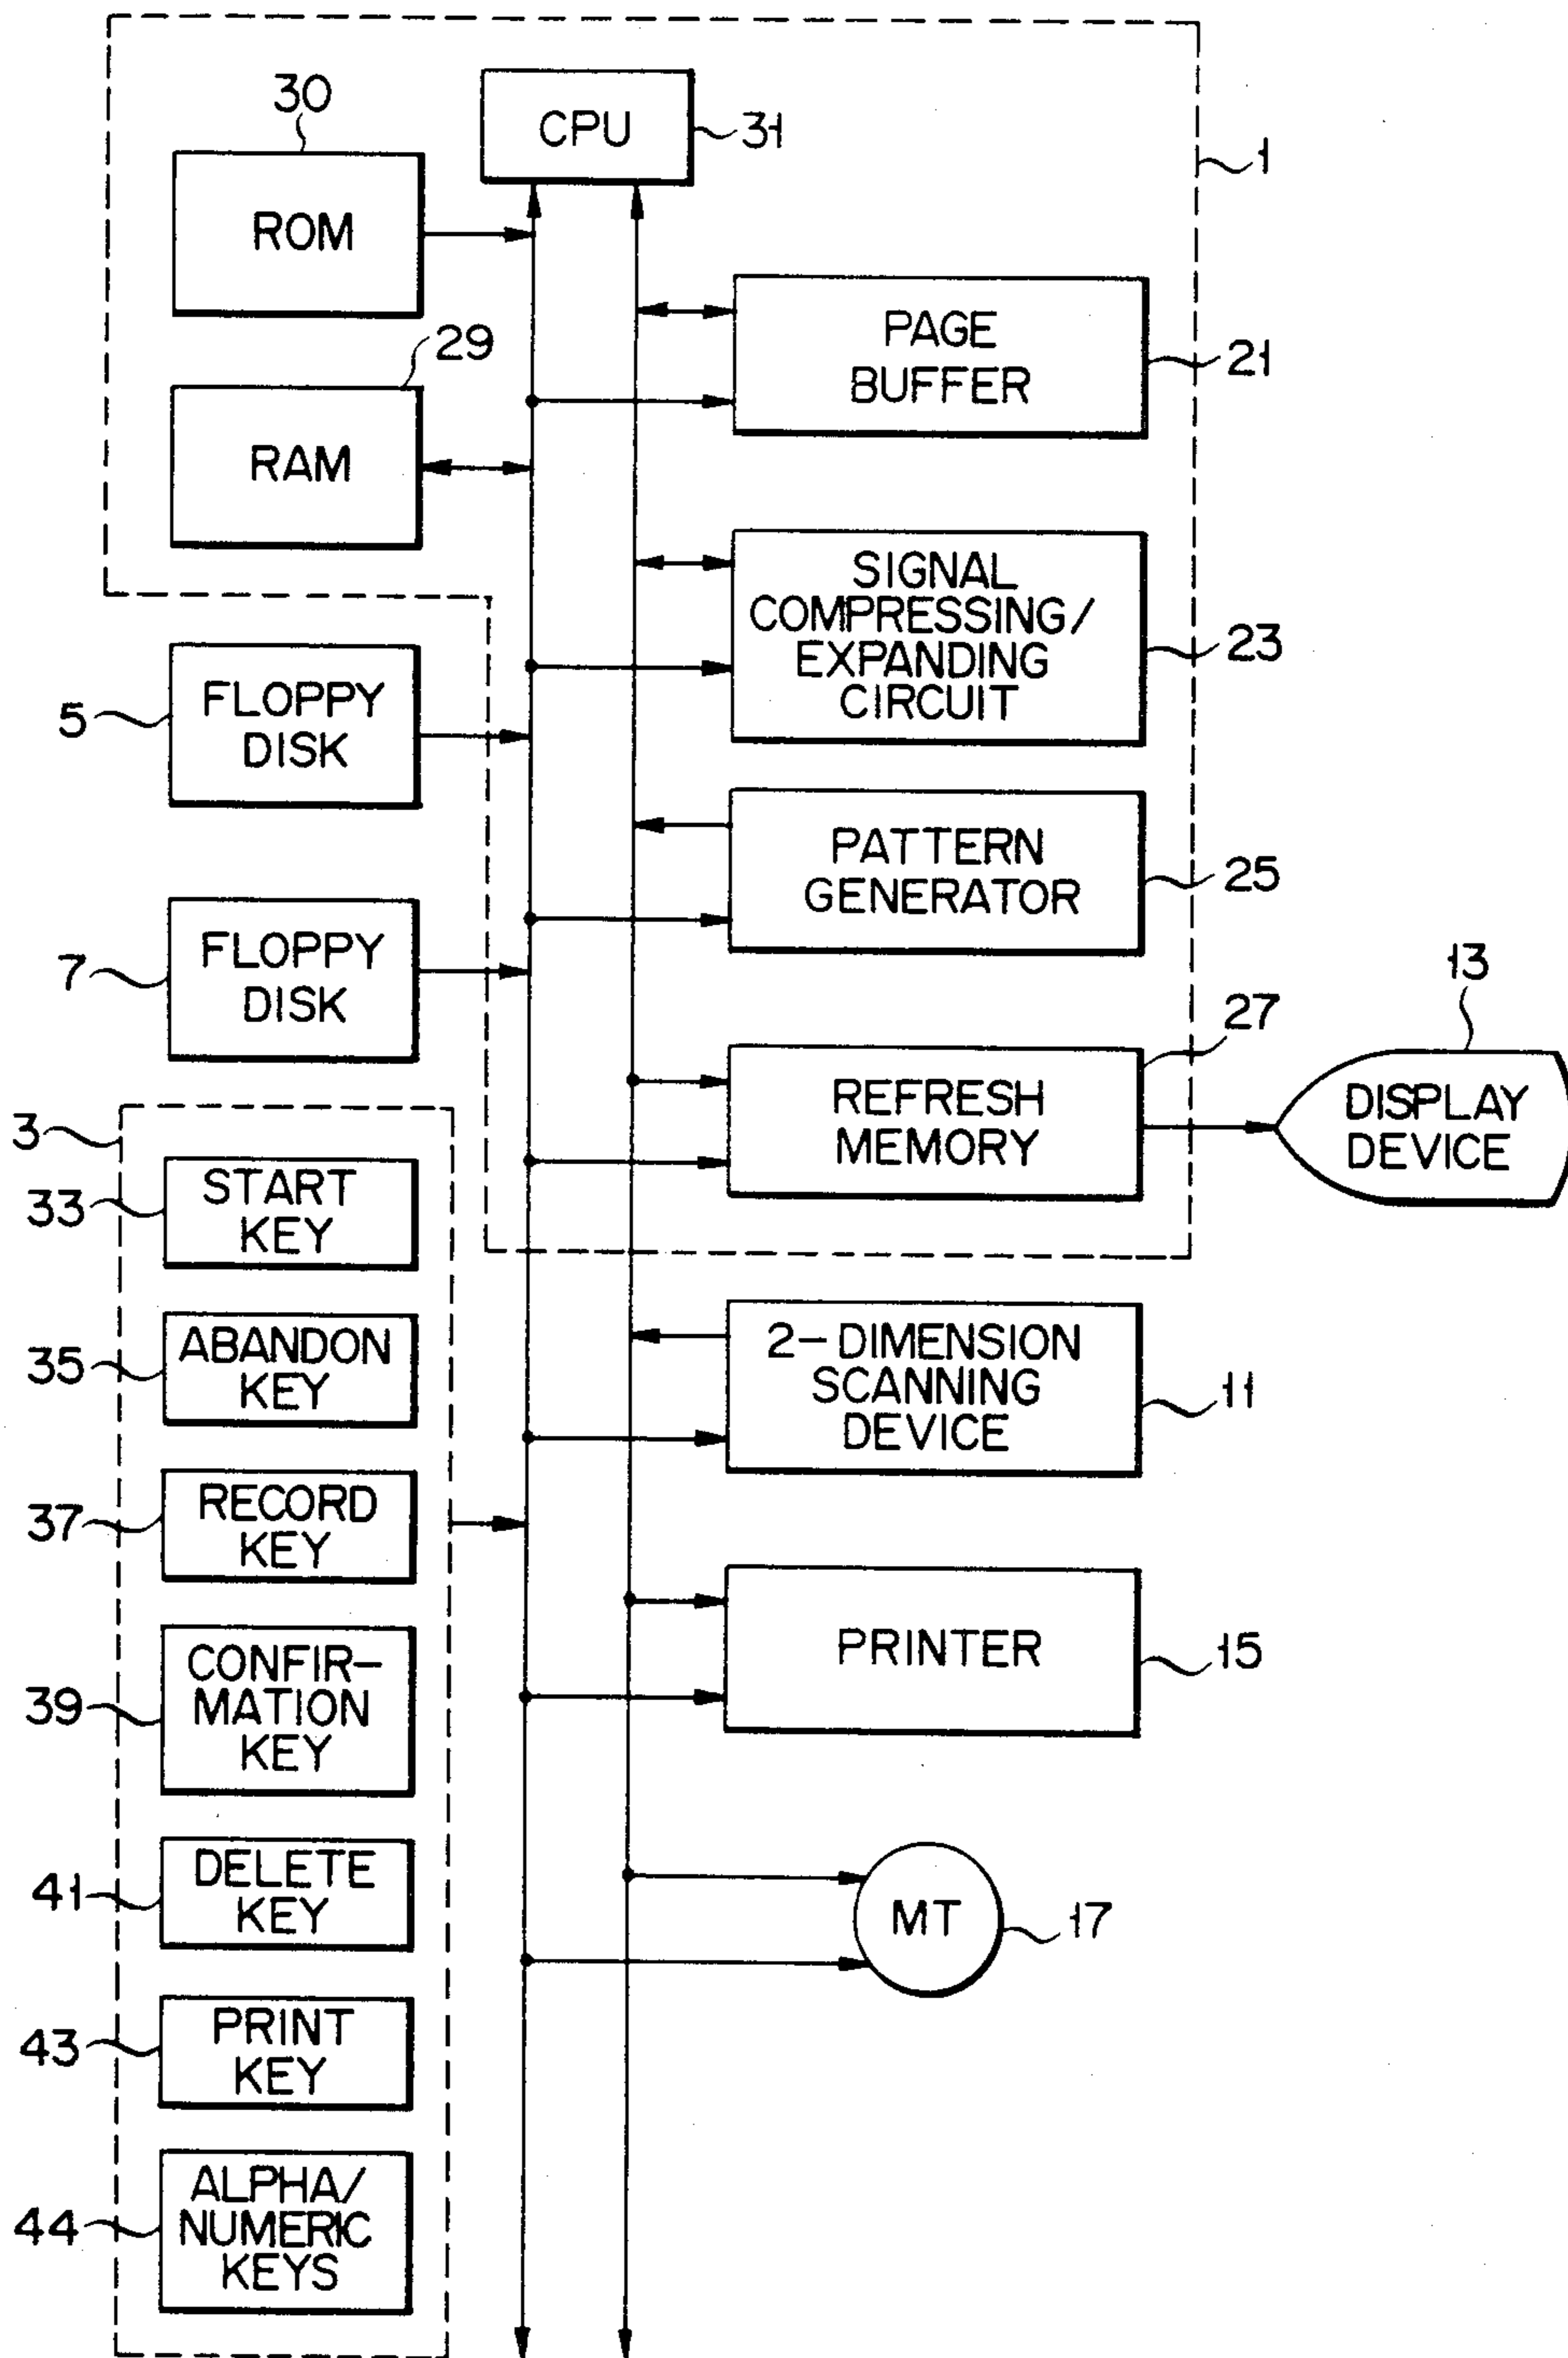 30
CPU
31
1
ROM
29
PAGE
BUFFER
21
RAM
SIGNAL
COMPRESSING/
EXPANDING
CIRCUIT
23
5
FLOPPY
DISK
PATTERN
GENERATOR
25
7
FLOPPY
DISK
13
27
REFRESH
MEMORY
DISPLAY
DEVICE
3
33
START
KEY
35
ABANDON
KEY
2-DIMENSION
SCANNING
DEVICE
11
37
RECORD
KEY
39
CONFIR-
MATION
KEY
PRINTER
15
41
DELETE
KEY
MT
17
43
PRINT
KEY
44
ALPHA/
NUMERIC
KEYS